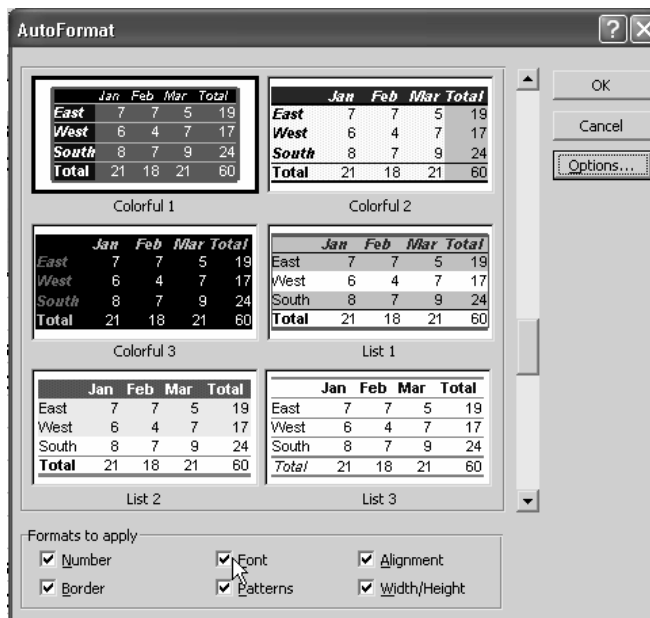 AutoFormat
Jan Feb Mar Total
East 7 7 5 19
West 6 4 7 17
South 8 7 9 24
Total 21 18 21 60
Colorful 1
Jan Feb Mar Total
East 7 7 5 19
West 6 4 7 17
South 8 7 9 24
Total 21 18 21 60
Colorful 2
Jan Feb Mar Total
East 7 7 5 19
West 6 4 7 17
South 8 7 9 24
Total 21 18 21 60
Colorful 3
Jan Feb Mar Total
East 7 7 5 19
West 6 4 7 17
South 8 7 9 24
Total 21 18 21 60
List 1
Jan Feb Mar Total
East 7 7 5 19
West 6 4 7 17
South 8 7 9 24
Total 21 18 21 60
List 2
Jan Feb Mar Total
East 7 7 5 19
West 6 4 7 17
South 8 7 9 24
Total 21 18 21 60
List 3
OK
Cancel
Options...
Formats to apply
Number Font Alignment
Border Patterns Width/Height